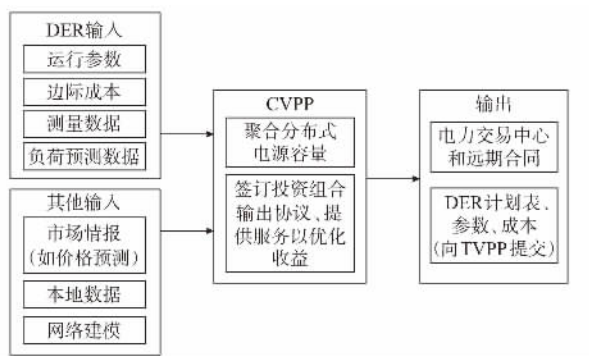 DER输入
运行参数
边际成本
测量数据
负荷预测数据
其他输入
市场情报
(如价格预测)
本地数据
网络建模
CVPP
聚合分布式
电源容量
签订投资组合
输出协议、提
供服务以优化
收益
输出
电力交易中心
和远期合同
DER计划表、
参数、成本
(向TVPP提交)